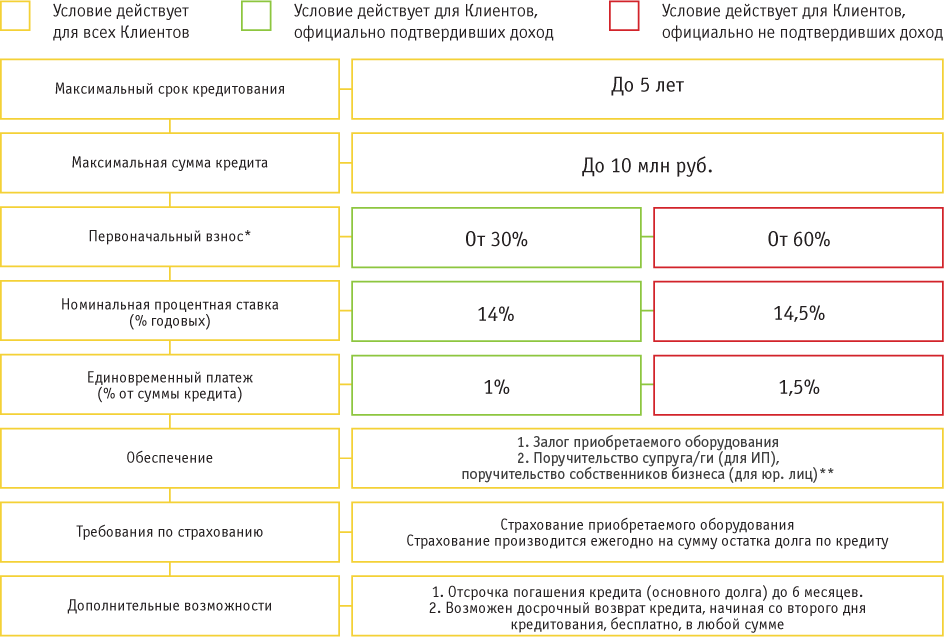 Условие действует
для всех Клиентов
Условие действует для Клиентов,
официально подтвердивших доход
Условие действует для Клиентов,
официально не подтвердивших доход
Максимальный срок кредитования
До 5 лет
Максимальная сумма кредита
До 10 млн руб.
Первоначальный взнос*
От 30%
От 60%
Номинальная процентная ставка
(% годовых)
14%
14,5%
Единовременный платеж
(% от суммы кредита)
1%
1,5%
Обеспечение
1. Залог приобретаемого оборудования
2. Поручительство супруга/ги (для ИП),
поручительство собственников бизнеса (для юр. лиц)**
Требования по страхованию
Страхование приобретаемого оборудования
Страхование производится ежегодно на сумму остатка долга по кредиту
Дополнительные возможности
1. Отсрочка погашения кредита (основного долга) до 6 месяцев.
2. Возможен досрочный возврат кредита, начиная со второго дня
кредитования, бесплатно, в любой сумме